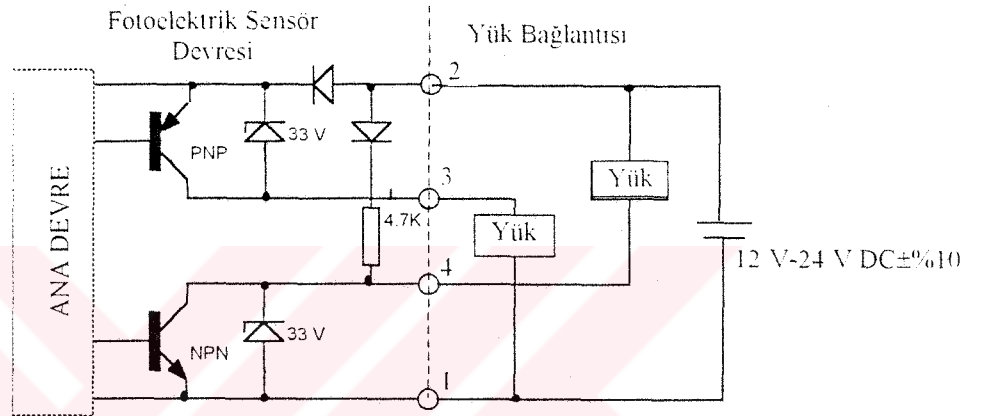 Fotoelektrik Sensör
Devresi
Yük Bağlantısı
2
PNP
33 V
3
4.7K
Yük
Yük
ANA DEVRE
12 V-24 V DC±%10
4
NPN
33 V
1